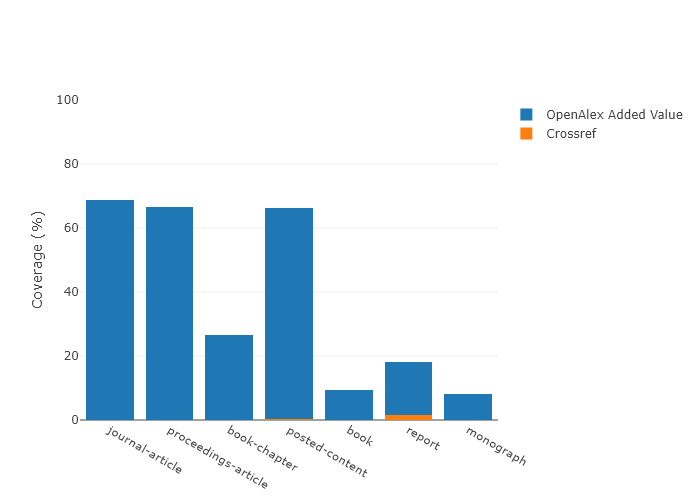 100
80
60
40
20
0
Coverage (%)
journal-article
proceedings-article
book-chapter
posted-content
book
report
monograph
OpenAlex Added Value
Crossref